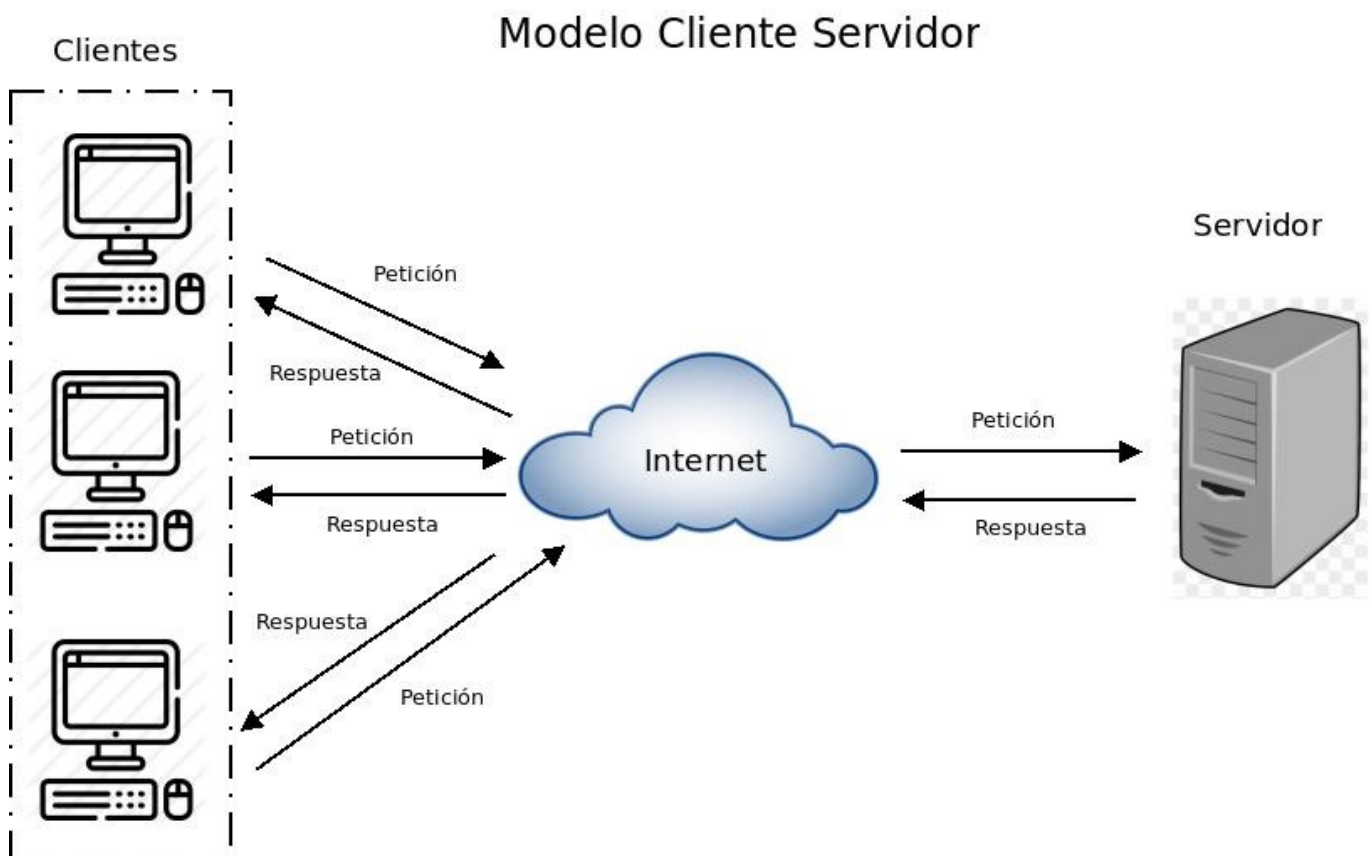 Modelo Cliente Servidor
Clientes
Servidor
Petición
Respuesta
Petición
Respuesta
Internet
Petición
Respuesta
Respuesta
Petición